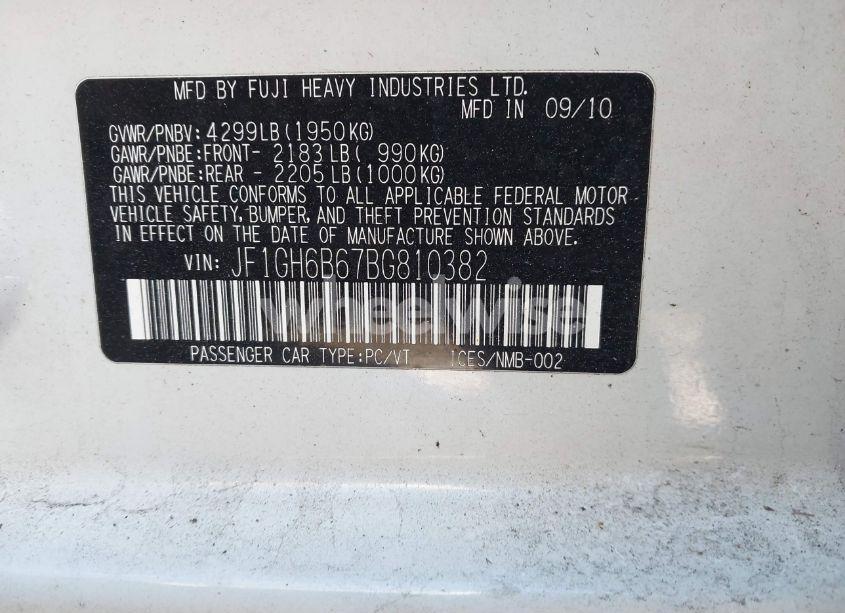 MFD BY FUJI HEAVY INDUSTRIES LTD.
MFD IN 09/10
GVWR/PNBV: 4299LB(1950KG)
GAWR/PNBE:FRONT- 2183LB( 990KG)
GAWR/PNBE:REAR - 2205LB(1000KG)
THIS VEHICLE CONFORMS TO ALL APPLICABLE FEDERAL MOTOR
VEHICLE SAFETY, BUMPER, AND THEFT PREVENTION STANDARDS
IN EFFECT ON THE DATE OF MANUFACTURE SHOWN ABOVE.
VIN: JF1GH6B67BG810382
wheelwise
PASSENGER CAR TYPE:PC/VT ICES/NMB-002